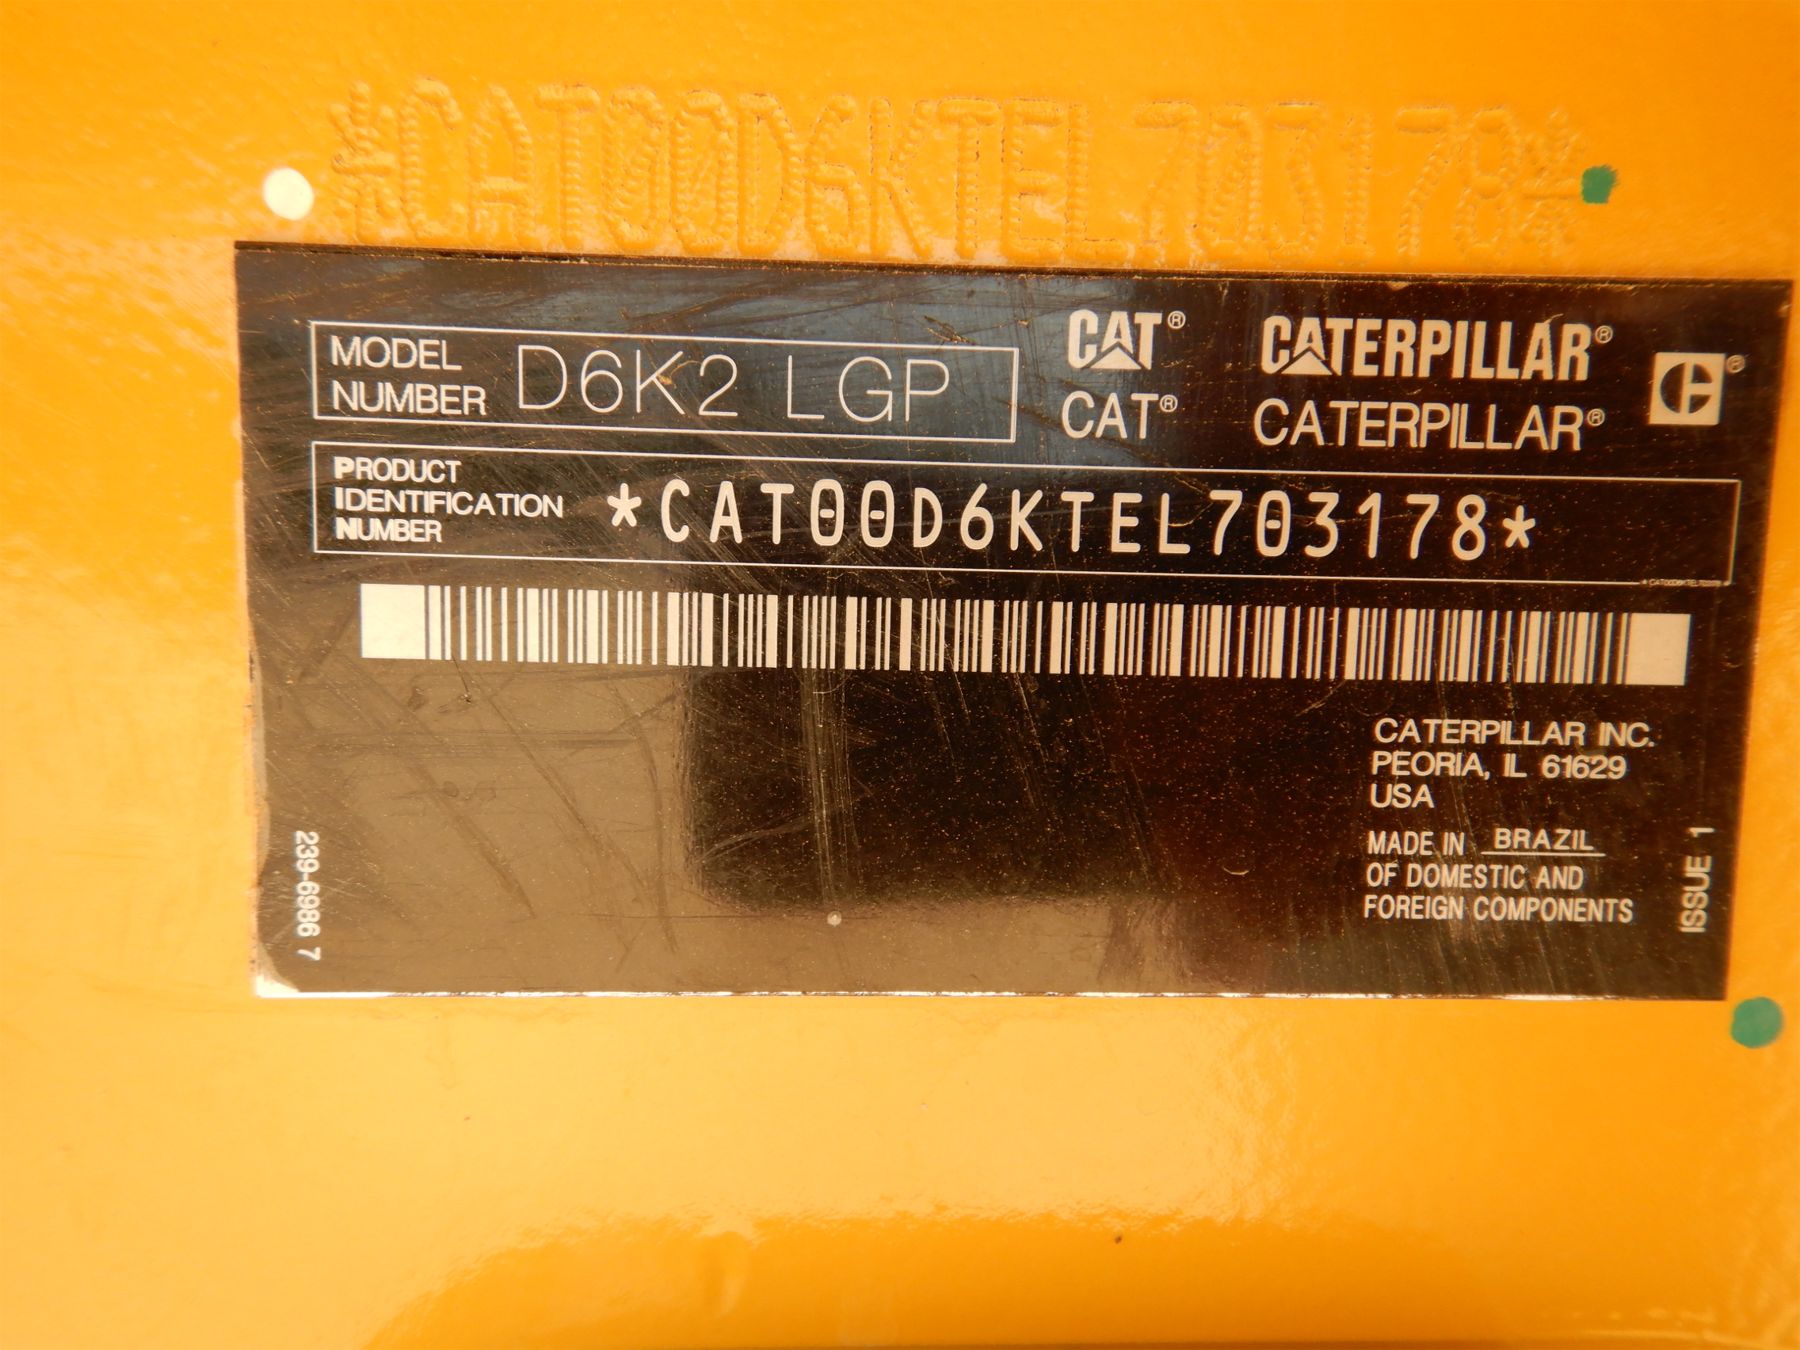 *CAT00D6KTEL703178*
MODEL
NUMBER
D6K2 LGP
CAT® CATERPILLAR® ®
CAT® CATERPILLAR®
PRODUCT
IDENTIFICATION
NUMBER
*CAT00D6KTEL703178*
CATERPILLAR INC.
PEORIA, IL 61629
USA
MADE IN BRAZIL
OF DOMESTIC AND
FOREIGN COMPONENTS
239-6986 7
ISSUE 1